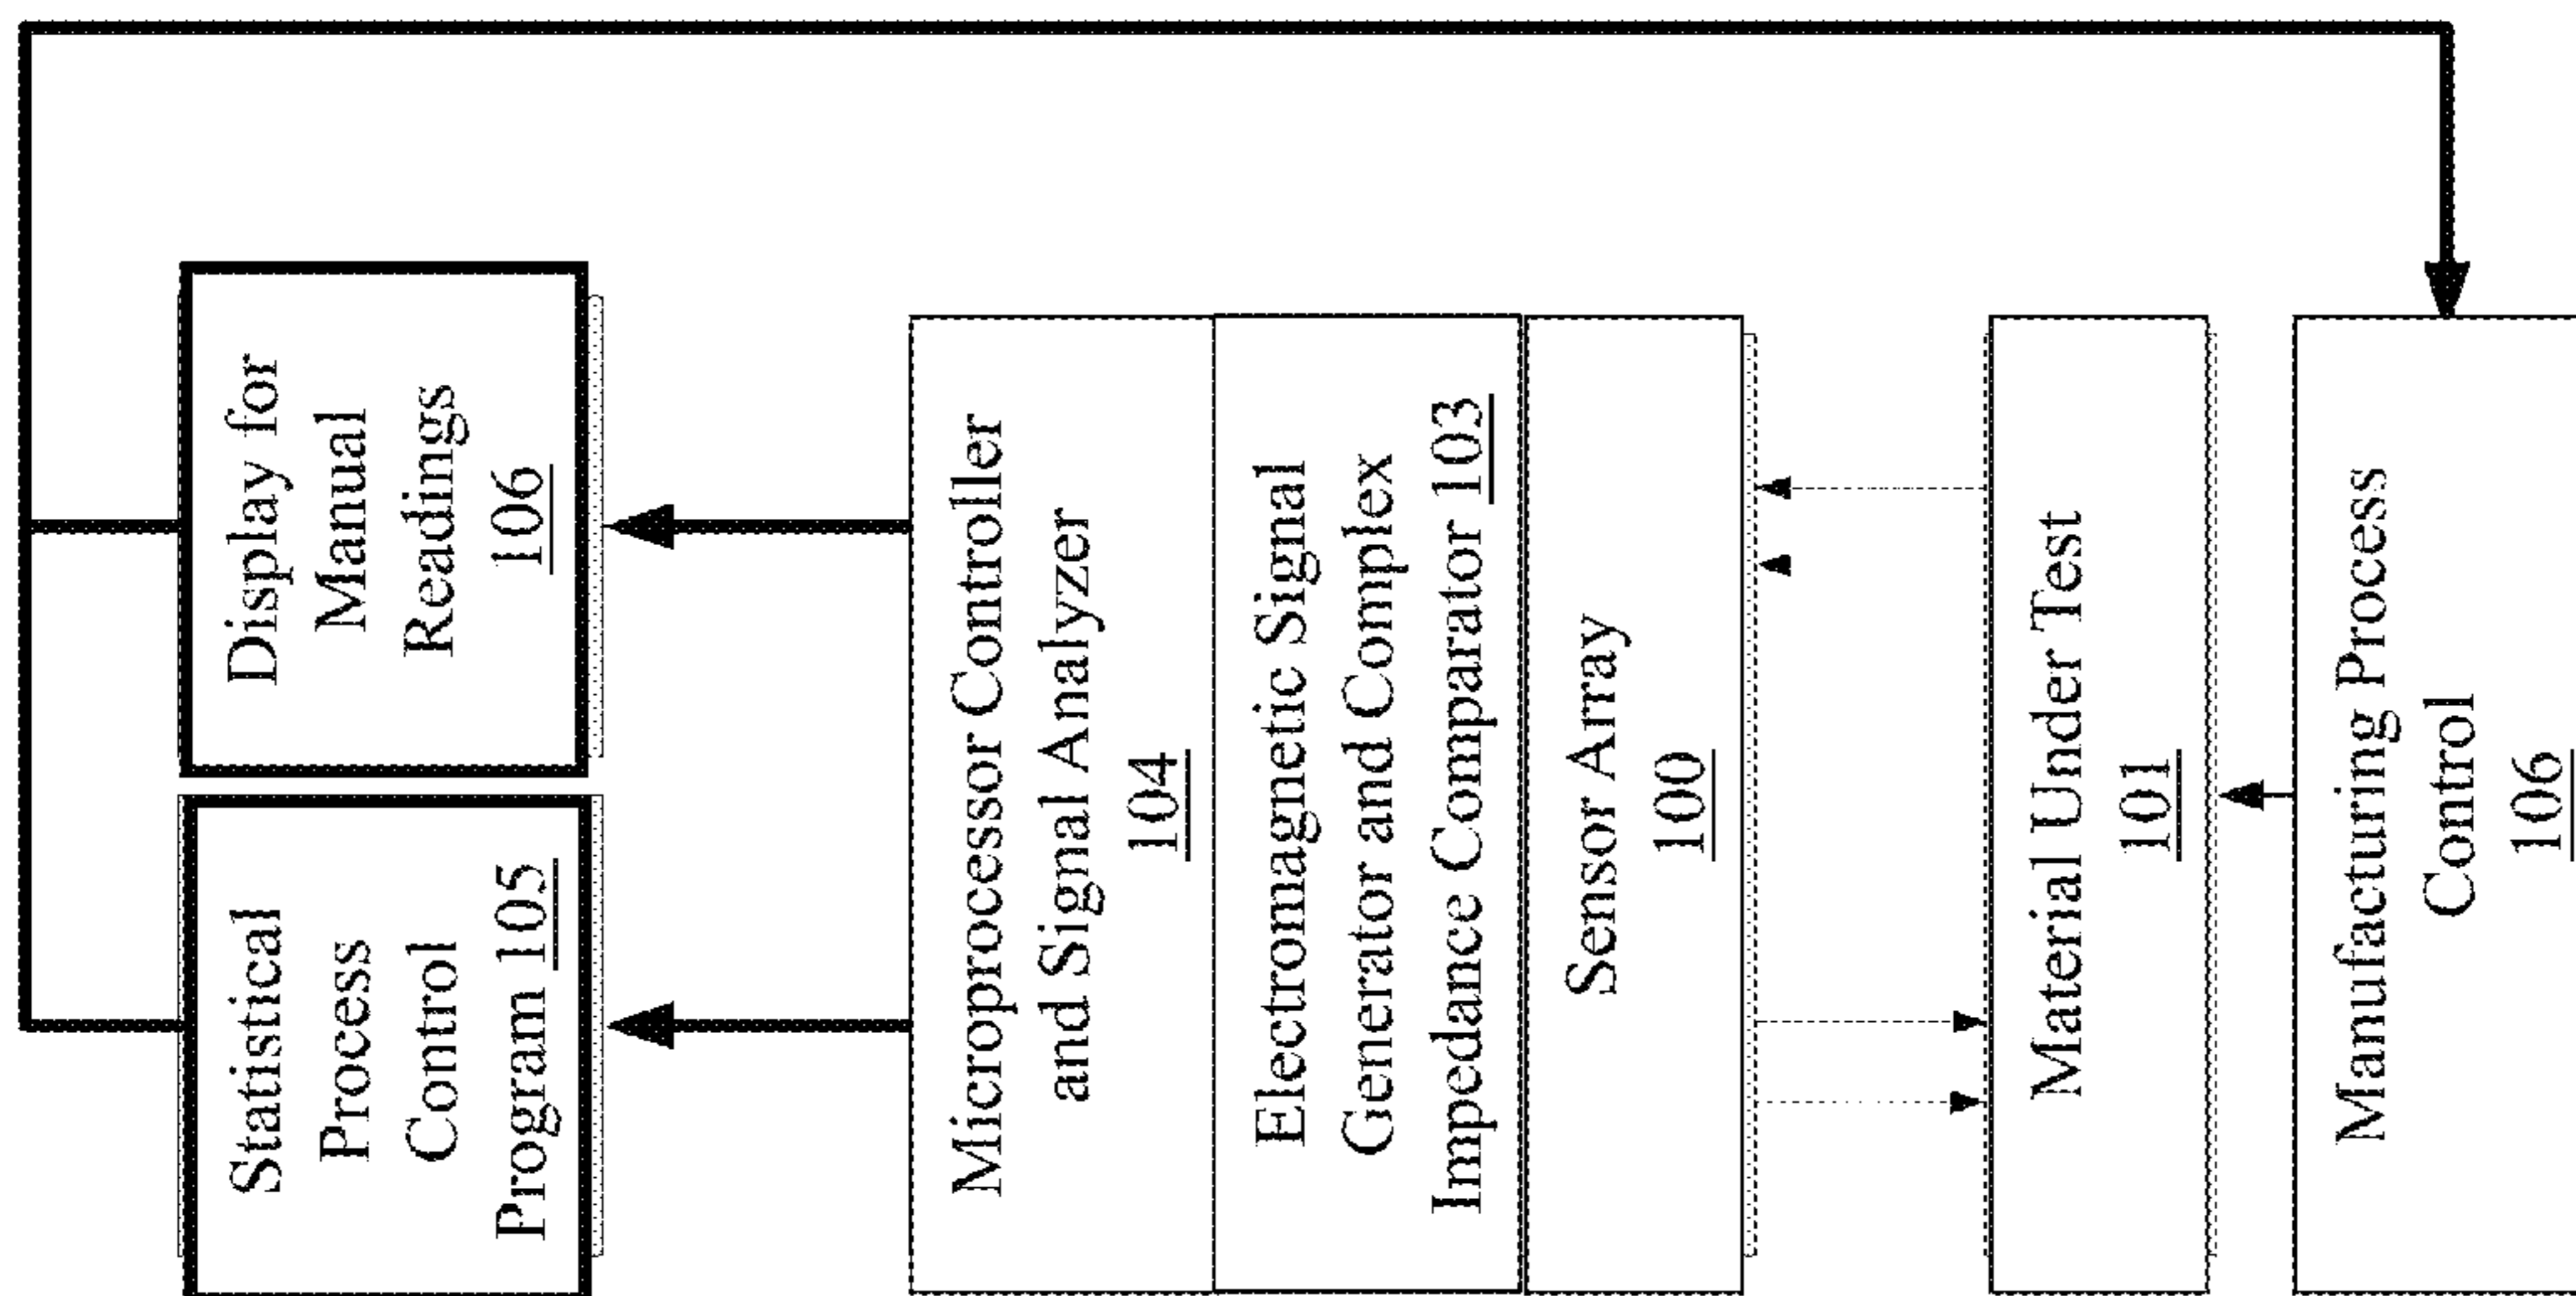 Statistical
Process
Control
Program 105
Display for
Manual
Readings
106
Microprocessor Controller
and Signal Analyzer
104
Electromagnetic Signal
Generator and Complex
Impedance Comparator 103
Sensor Array
100
Material Under Test
101
Manufacturing Process
Control
106